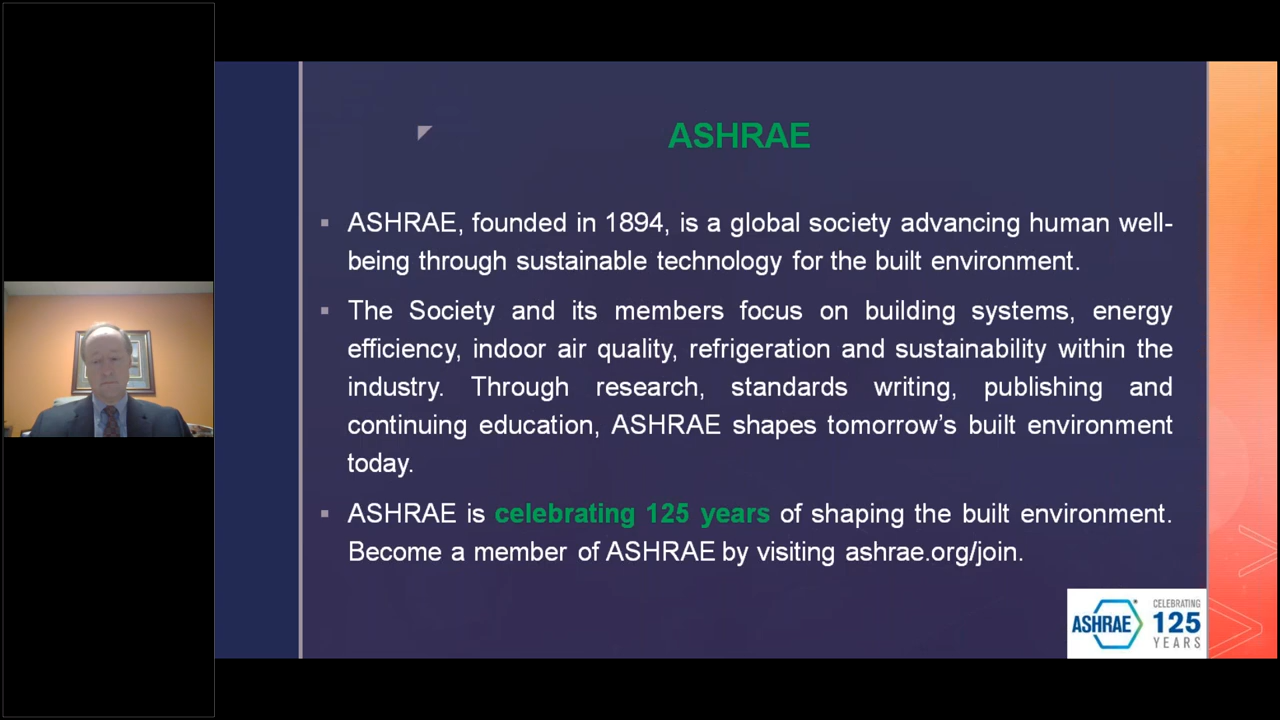 ASHRAE
ASHRAE, founded in 1894, is a global society advancing human well-
being through sustainable technology for the built environment.
The Society and its members focus on building systems, energy
efficiency, indoor air quality, refrigeration and sustainability within the
industry. Through research, standards writing, publishing and
continuing education, ASHRAE shapes tomorrow’s built environment
today.
ASHRAE is celebrating 125 years of shaping the built environment.
Become a member of ASHRAE by visiting ashrae.org/join.
ASHRAE
CELEBRATING
125
YEARS